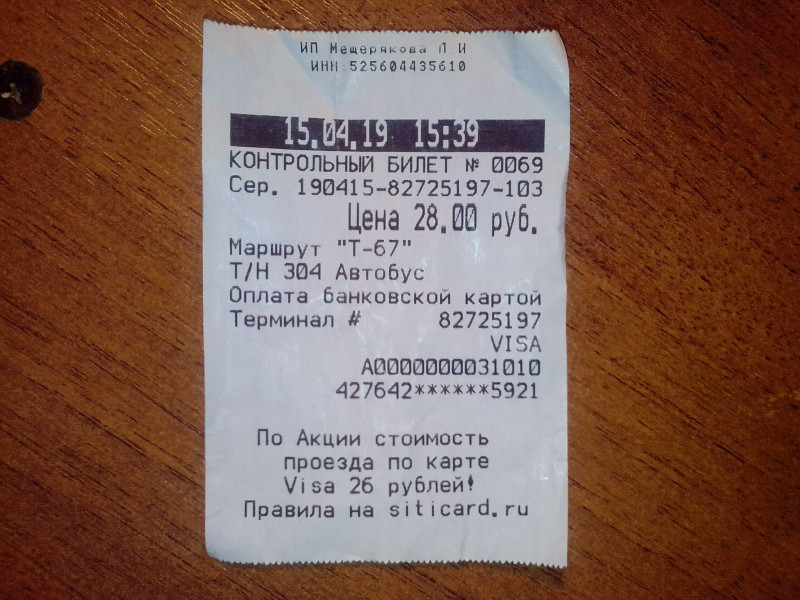 ИП Мещерякова Л И
ИНН:525604435610
15.04.19 15:39
КОНТРОЛЬНЫЙ БИЛЕТ № 0069
Сер. 190415-82725197-103
Цена 28.00 руб.
Маршрут "Т-67"
Т/Н 304 Автобус
Оплата банковской картой
Терминал # 82725197
VISA
A0000000031010
427642******5921
По Акции стоимость
проезда по карте
Visa 26 рублей!
Правила на siticard.ru